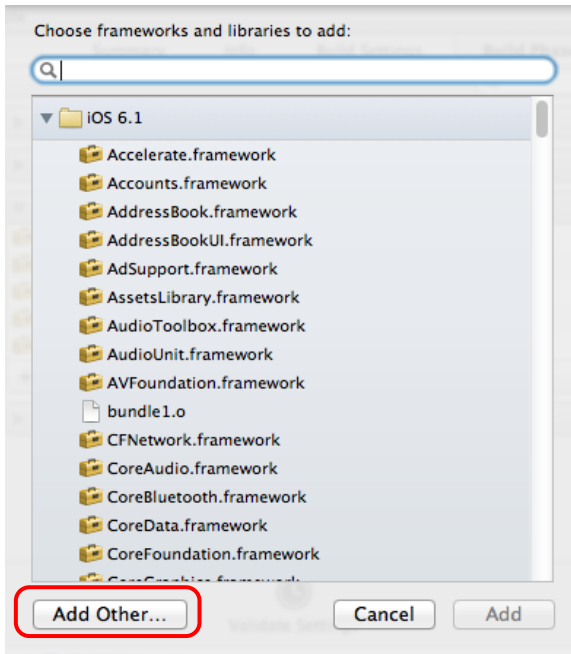 Choose frameworks and libraries to add:
iOS 6.1
Accelerate.framework
Accounts.framework
AddressBook.framework
AddressBookUI.framework
AdSupport.framework
AssetsLibrary.framework
AudioToolbox.framework
AudioUnit.framework
AVFoundation.framework
bundle1.o
CFNetwork.framework
CoreAudio.framework
CoreBluetooth.framework
CoreData.framework
CoreFoundation.framework
CoreGraphics.framework
Add Other... Cancel Add